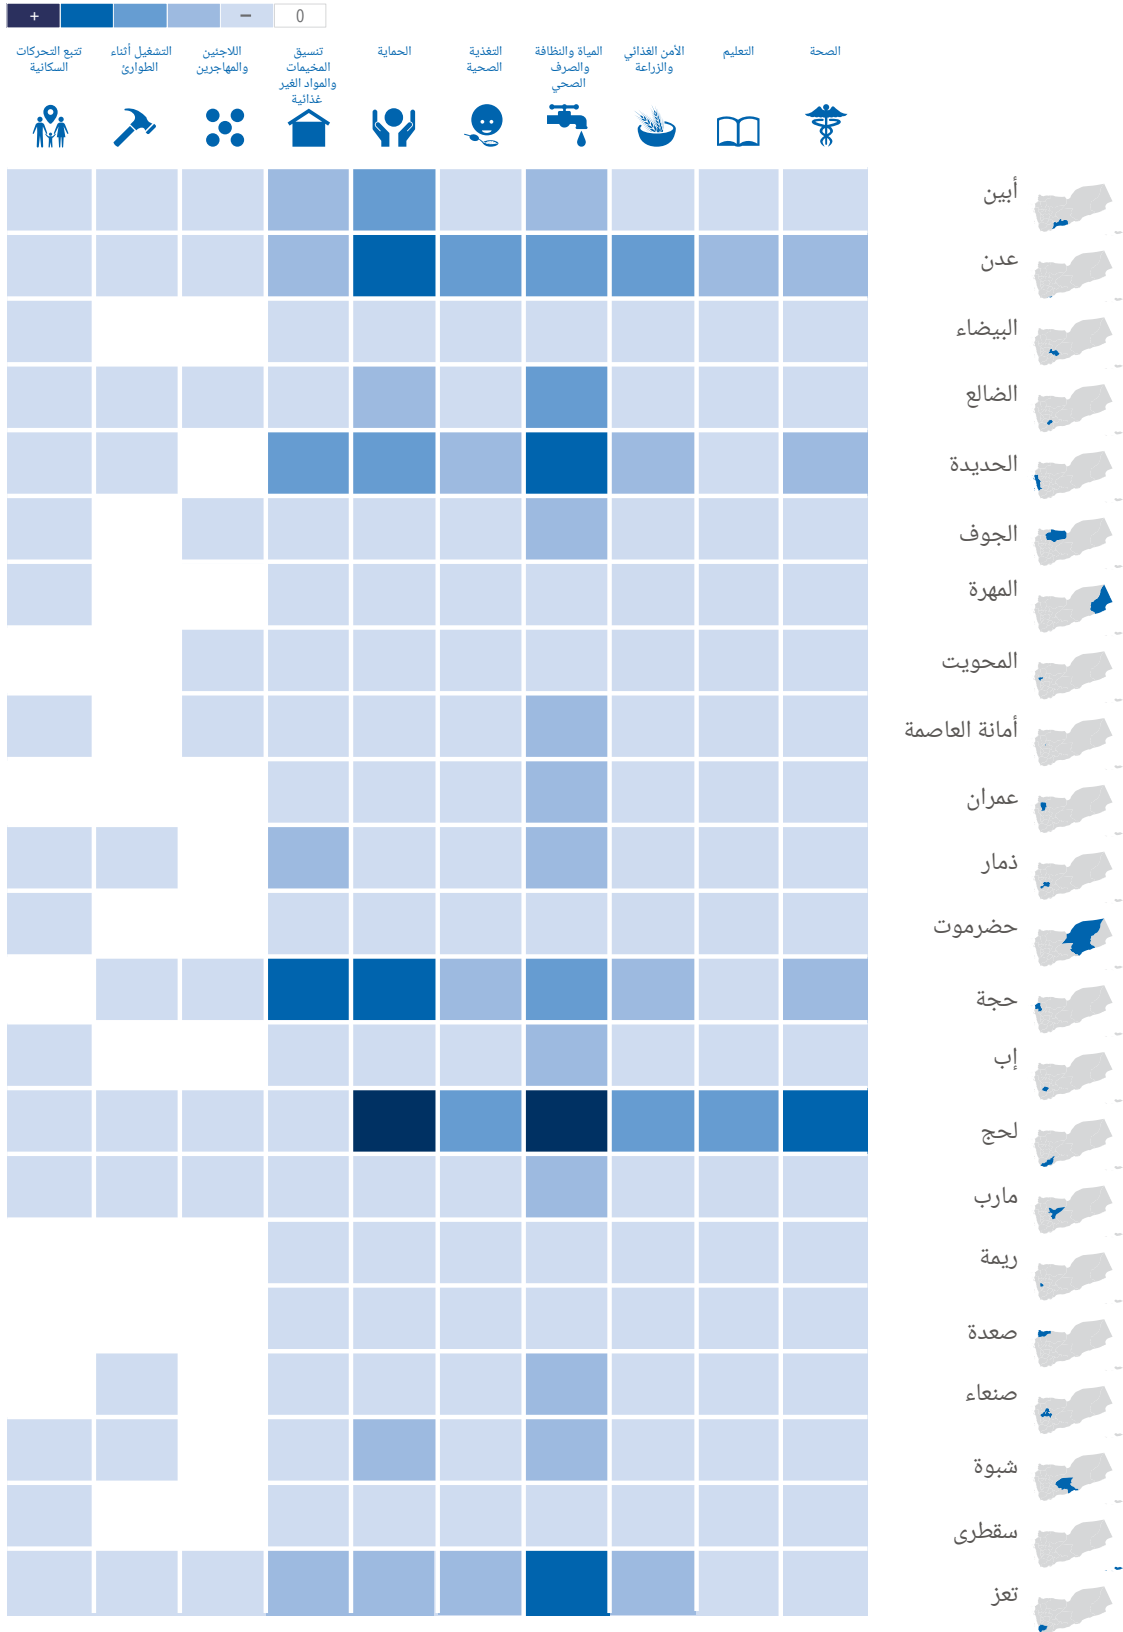 + − 0
الصحة
التعليم
الأمن الغذائي
والزراعة
المياة والنظافة
والصرف
الصحي
التغذية
الصحية
الحماية
تنسيق
المخيمات
والمواد الغير
غذائية
اللاجئين
والمهاجرين
التشغيل أثناء
الطوارئ
تتبع التحركات
السكانية
أبين
عدن
البيضاء
الضالع
الحديدة
الجوف
المهرة
المحويت
أمانة العاصمة
عمران
ذمار
حضرموت
حجة
إب
لحج
مارب
ريمة
صعدة
صنعاء
شبوة
سقطرى
تعز